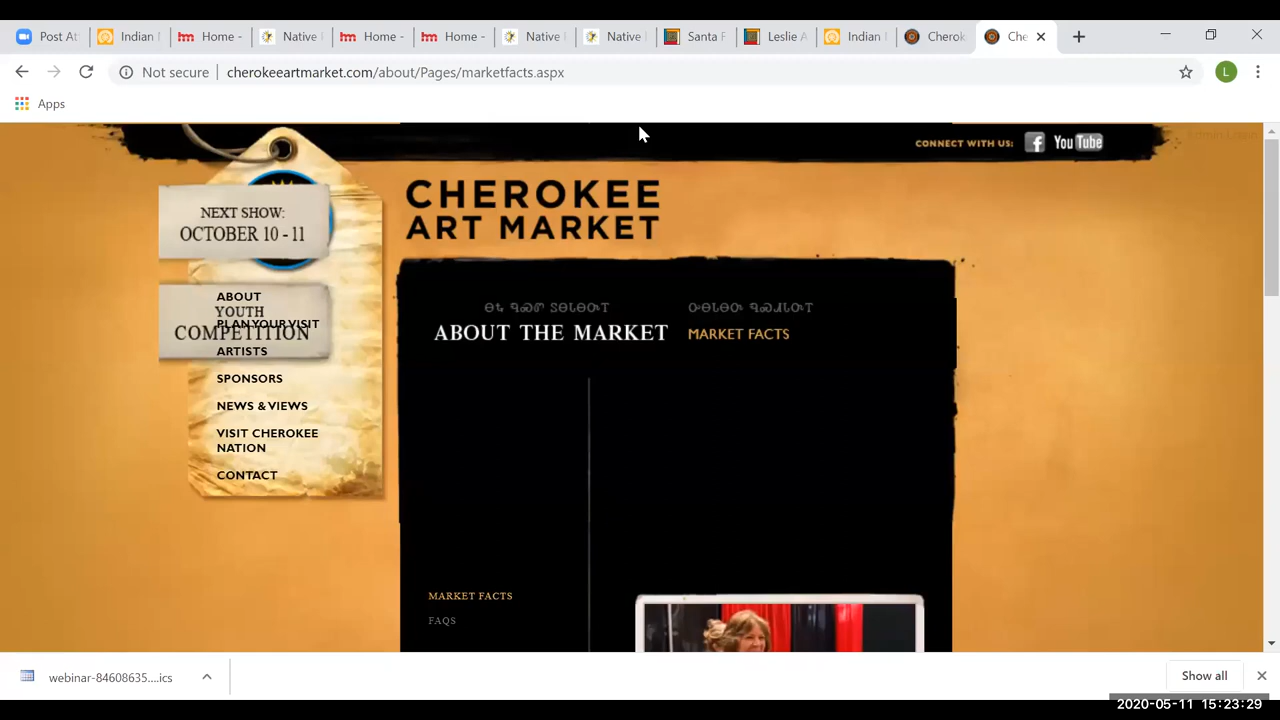 Post At
Indian
Home -
Native
Home -
Home -
Native
Native
Santa F
Leslie A
Indian
Cherok
Che
Not secure
cherokeeartmarket.com/about/Pages/marketfacts.aspx
L
Apps
CONNECT WITH US:
f
You Tube
CHEROKEE
ART MARKET
NEXT SHOW:
OCTOBER 10 - 11
ABOUT
YOUTH
PLAN YOUR VISIT
COMPETITION
ARTISTS
SPONSORS
NEWS & VIEWS
VISIT CHEROKEE
NATION
CONTACT
ABOUT THE MARKET
MARKET FACTS
MARKET FACTS
FAQS
webinar-84608635....ics
Show all
2020-05-11 15:23:29